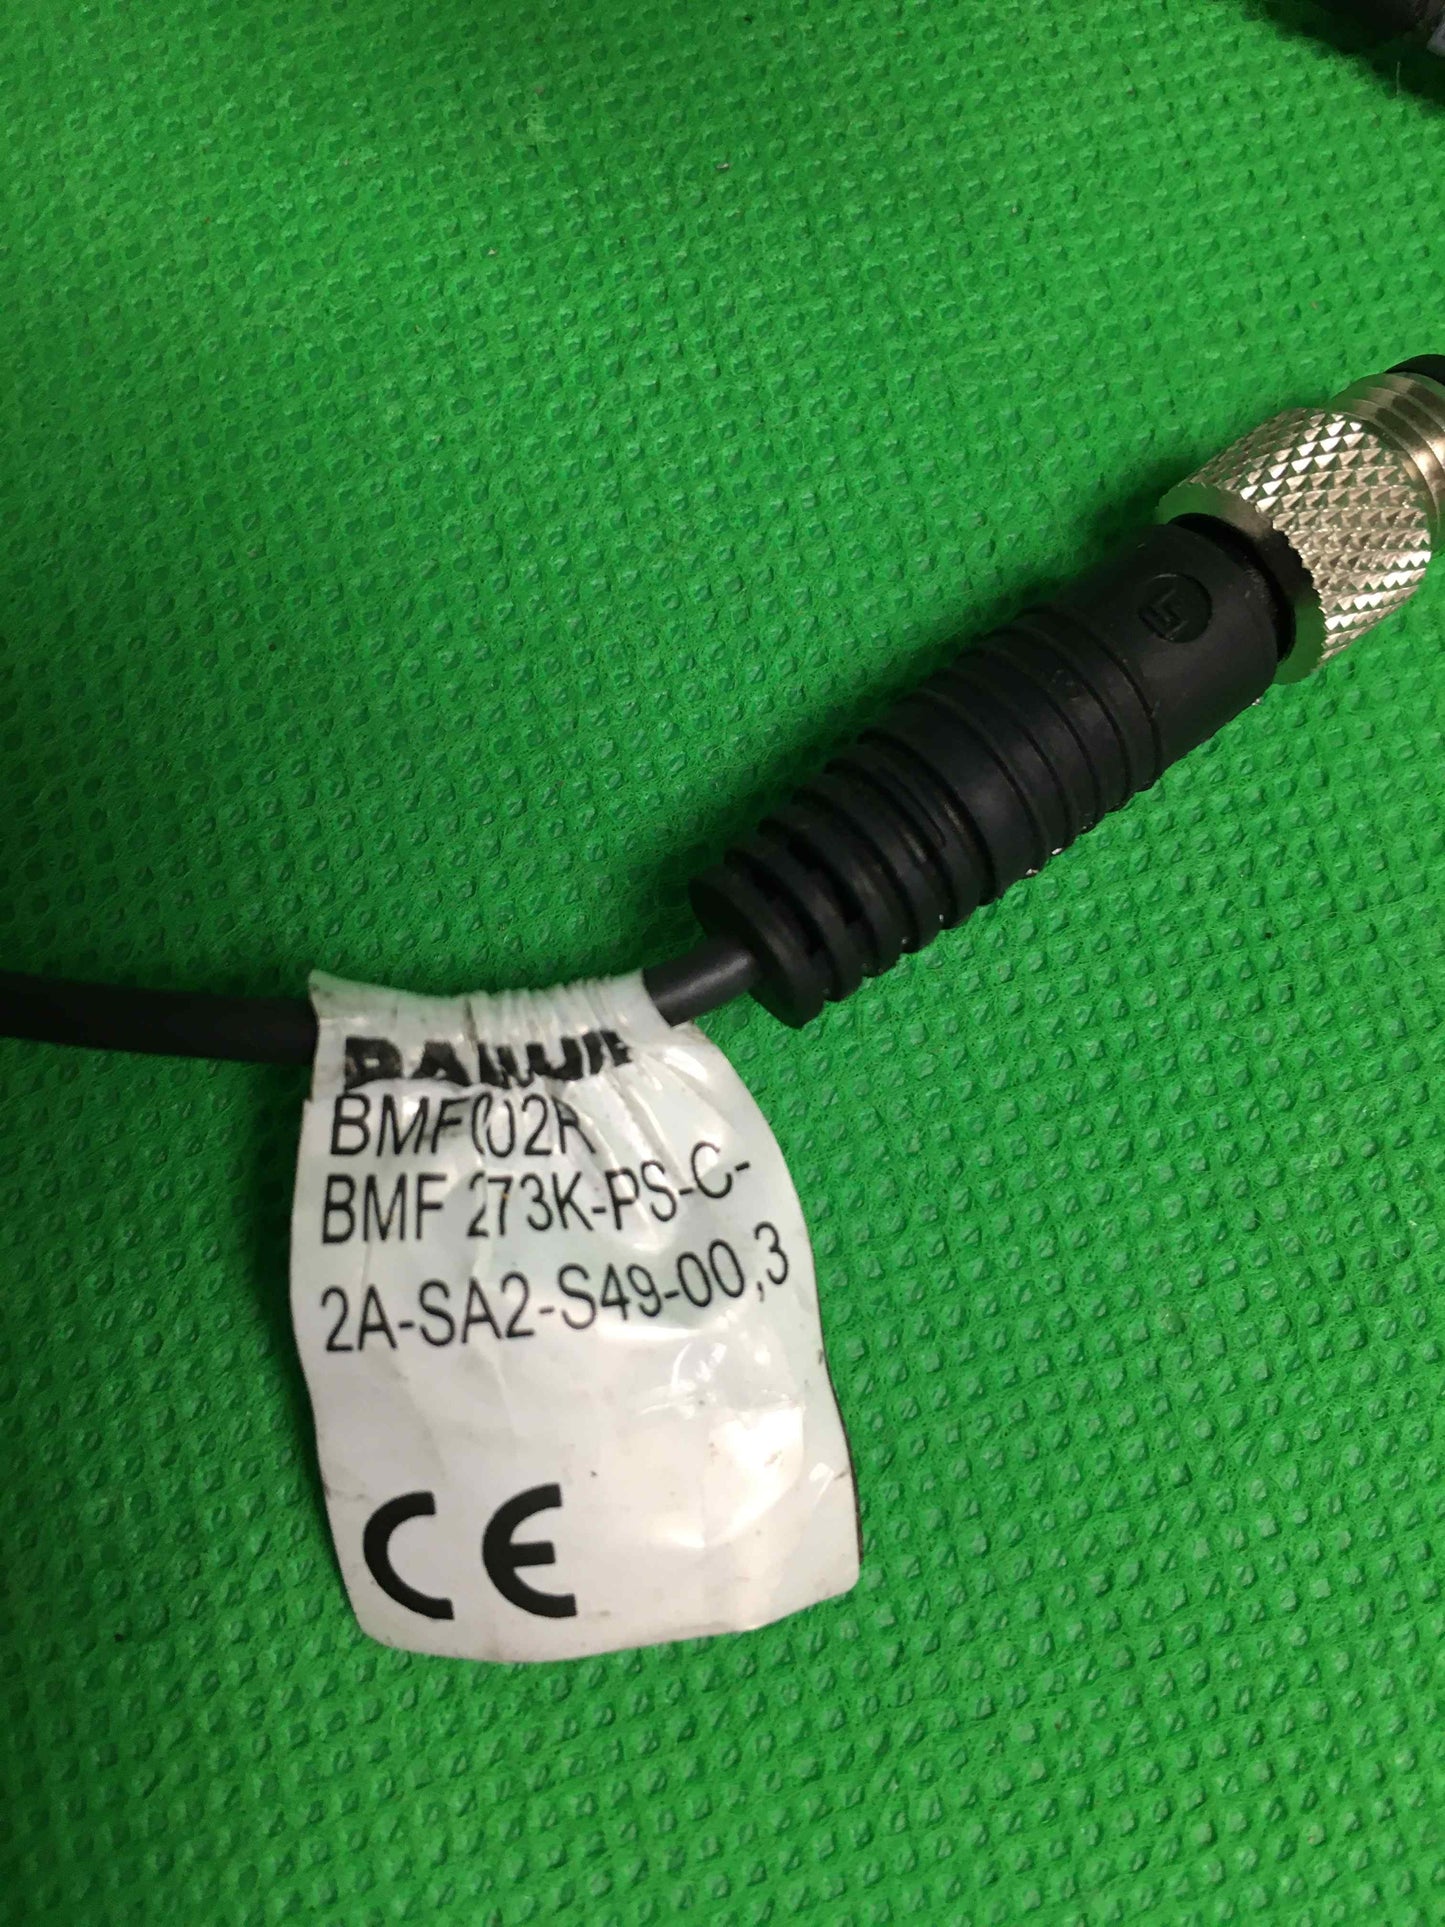 BALLUFF
BMF002R
BMF 273K-PS-C-
2A-SA2-S49-00,3
CE